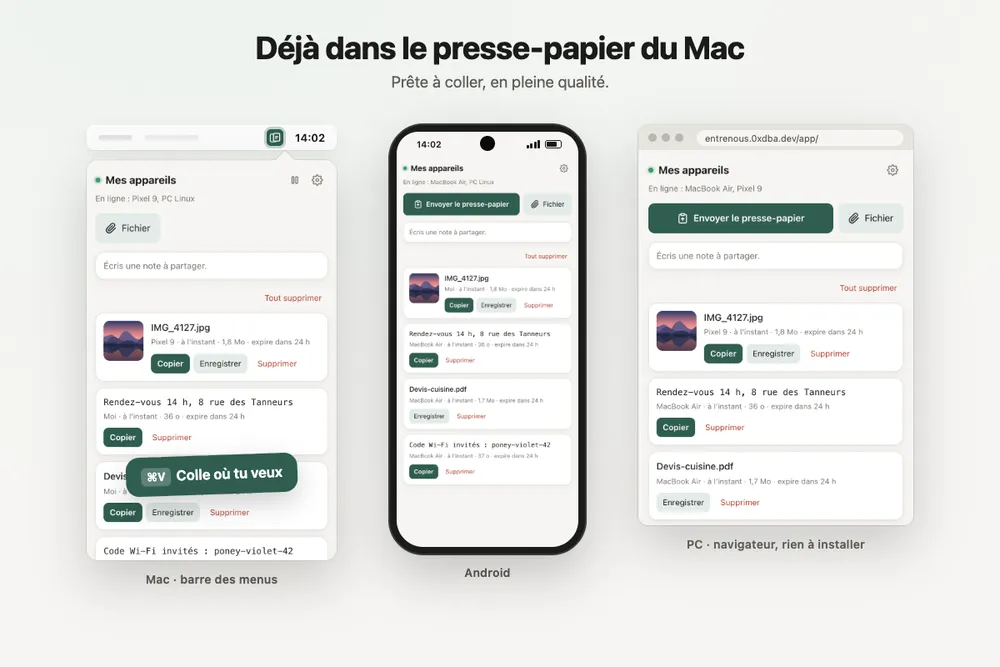 Déjà dans le presse-papier du Mac
Prête à coller, en pleine qualité.
14:02
Mes appareils
En ligne : Pixel 9, PC Linux
Fichier
Écris une note à partager.
Tout supprimer
IMG_4127.jpg
Pixel 9 · à l'instant · 1,8 Mo · expire dans 24 h
Copier Enregistrer Supprimer
Rendez-vous 14 h, 8 rue des Tanneurs
Moi · à l'instant · 36 o · expire dans 24 h
Copier Supprimer
Devis
Moi · à
⌘V Colle où tu veux
Copier Enregistrer Supprimer
Code Wi-Fi invités : poney-violet-42
Mac · barre des menus
14:02
Mes appareils
En ligne : MacBook Air, PC Linux
Envoyer le presse-papier Fichier
Écris une note à partager.
Tout supprimer
IMG_4127.jpg
Moi · à l'instant · 1,8 Mo · expire dans 24 h
Copier Enregistrer Supprimer
Rendez-vous 14 h, 8 rue des Tanneurs
MacBook Air · à l'instant · 36 o · expire dans 24 h
Copier Supprimer
Devis-cuisine.pdf
MacBook Air · à l'instant · 1,7 Mo · expire dans 24 h
Enregistrer Supprimer
Code Wi-Fi invités : poney-violet-42
MacBook Air · à l'instant · 37 o · expire dans 24 h
Copier Supprimer
Android
entrenous.0xdba.dev/app/
Mes appareils
En ligne : MacBook Air, Pixel 9
Envoyer le presse-papier Fichier
Écris une note à partager.
Tout supprimer
IMG_4127.jpg
Pixel 9 · à l'instant · 1,8 Mo · expire dans 24 h
Copier Enregistrer Supprimer
Rendez-vous 14 h, 8 rue des Tanneurs
MacBook Air · à l'instant · 36 o · expire dans 24 h
Copier Supprimer
Devis-cuisine.pdf
MacBook Air · à l'instant · 1,7 Mo · expire dans 24 h
Enregistrer Supprimer
PC · navigateur, rien à installer